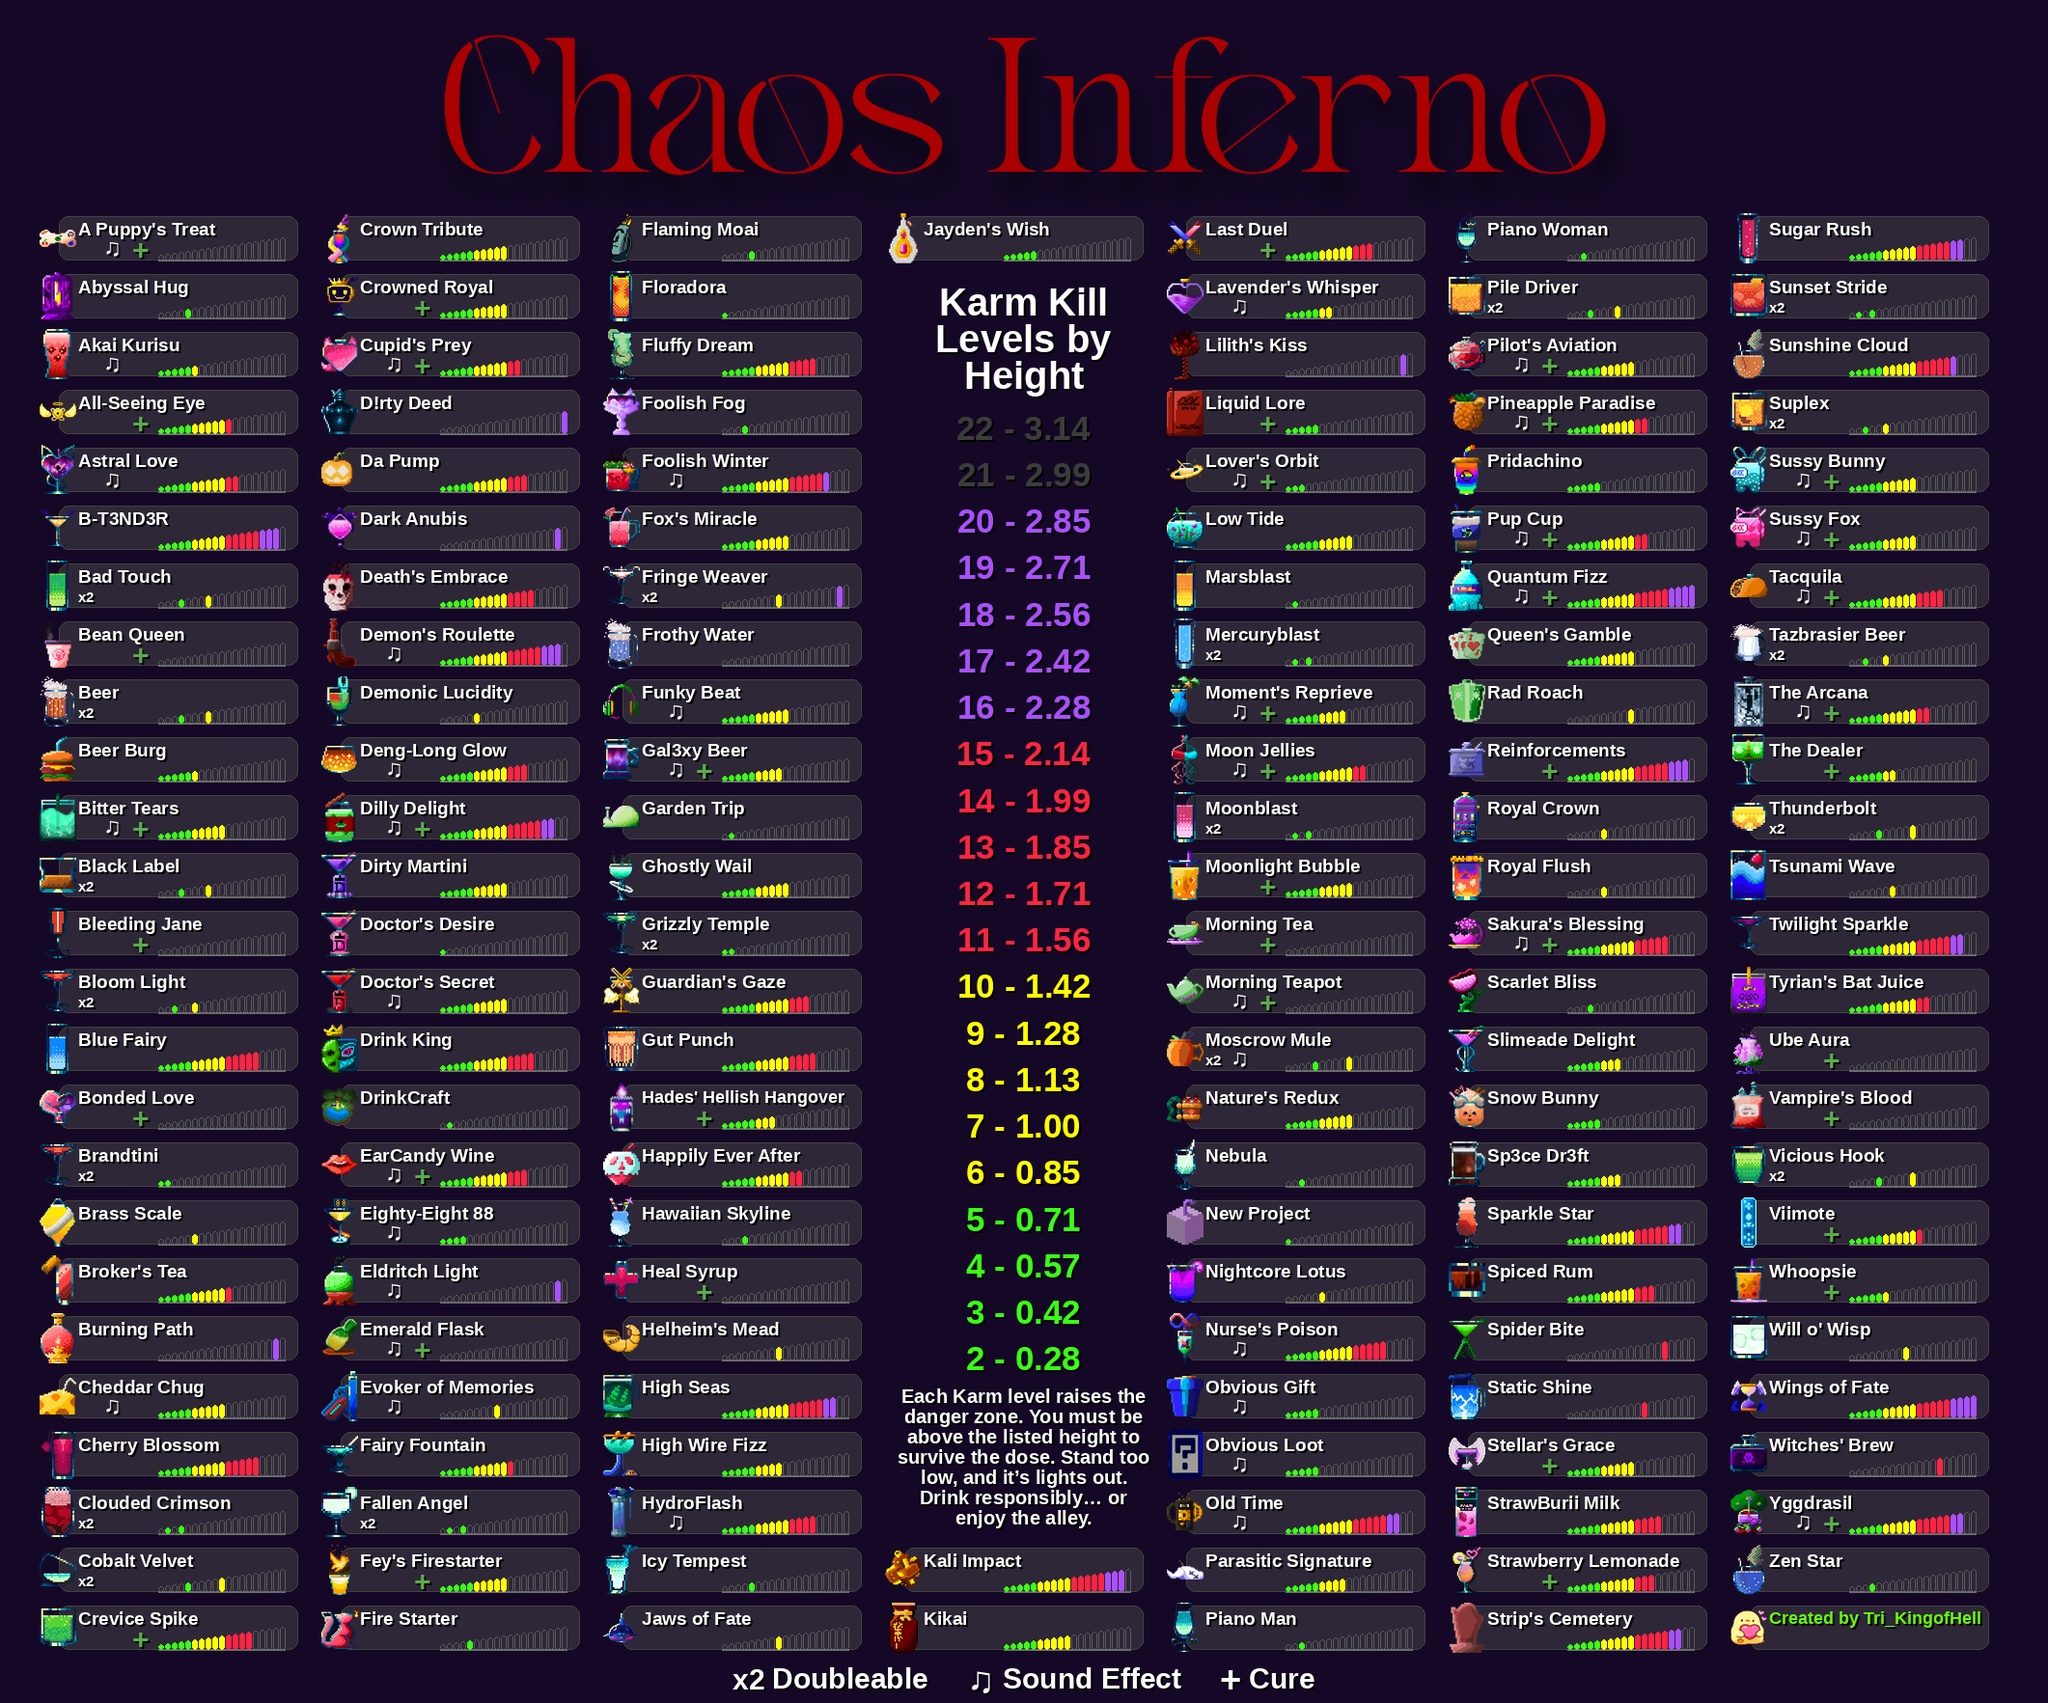 Chaos Inferno
A Puppy's Treat
♫ +
Abyssal Hug
Akai Kurisu
♫
All-Seeing Eye
+
Astral Love
♫
B-T3ND3R
Bad Touch
x2
Bean Queen
+
Beer
x2
Beer Burg
Bitter Tears
♫ +
Black Label
x2
Bleeding Jane
+
Bloom Light
x2
Blue Fairy
Bonded Love
+
Brandtini
x2
Brass Scale
Broker's Tea
Burning Path
Cheddar Chug
♫
Cherry Blossom
Clouded Crimson
x2
Cobalt Velvet
x2
Crevice Spike
+
Crown Tribute
Crowned Royal
+
Cupid's Prey
♫ +
D!rty Deed
Da Pump
Dark Anubis
Death's Embrace
Demon's Roulette
♫
Demonic Lucidity
Deng-Long Glow
♫
Dilly Delight
♫ +
Dirty Martini
Doctor's Desire
Doctor's Secret
♫
Drink King
DrinkCraft
EarCandy Wine
♫ +
Eighty-Eight 88
♫
Eldritch Light
♫
Emerald Flask
♫ +
Evoker of Memories
♫
Fairy Fountain
Fallen Angel
x2
Fey's Firestarter
+
Fire Starter
Flaming Moai
Floradora
Fluffy Dream
Foolish Fog
Foolish Winter
♫
Fox's Miracle
Fringe Weaver
x2
Frothy Water
Funky Beat
♫
Gal3xy Beer
♫ +
Garden Trip
Ghostly Wail
Grizzly Temple
x2
Guardian's Gaze
Gut Punch
Hades' Hellish Hangover
+
Happily Ever After
Hawaiian Skyline
Heal Syrup
+
Helheim's Mead
High Seas
High Wire Fizz
HydroFlash
♫
Icy Tempest
Jaws of Fate
Jayden's Wish
Karm Kill
Levels by
Height
22 - 3.14
21 - 2.99
20 - 2.85
19 - 2.71
18 - 2.56
17 - 2.42
16 - 2.28
15 - 2.14
14 - 1.99
13 - 1.85
12 - 1.71
11 - 1.56
10 - 1.42
9 - 1.28
8 - 1.13
7 - 1.00
6 - 0.85
5 - 0.71
4 - 0.57
3 - 0.42
2 - 0.28
Each Karm level raises the
danger zone. You must be
above the listed height to
survive the dose. Stand too
low, and it's lights out.
Drink responsibly... or
enjoy the alley.
Kali Impact
Kikai
Last Duel
+
Lavender's Whisper
♫
Lilith's Kiss
Liquid Lore
+
Lover's Orbit
♫ +
Low Tide
Marsblast
Mercuryblast
x2
Moment's Reprieve
♫ +
Moon Jellies
♫ +
Moonblast
x2
Moonlight Bubble
+
Morning Tea
+
Morning Teapot
♫ +
Moscrow Mule
x2 ♫
Nature's Redux
Nebula
New Project
Nightcore Lotus
Nurse's Poison
♫
Obvious Gift
♫
Obvious Loot
♫
Old Time
♫
Parasitic Signature
Piano Man
Piano Woman
Pile Driver
x2
Pilot's Aviation
♫ +
Pineapple Paradise
♫ +
Pridachino
Pup Cup
♫ +
Quantum Fizz
♫ +
Queen's Gamble
Rad Roach
Reinforcements
+
Royal Crown
Royal Flush
Sakura's Blessing
♫ +
Scarlet Bliss
Slimeade Delight
Snow Bunny
Sp3ce Dr3ft
Sparkle Star
Spiced Rum
Spider Bite
Static Shine
Stellar's Grace
+
StrawBurii Milk
Strawberry Lemonade
+
Strip's Cemetery
Sugar Rush
Sunset Stride
x2
Sunshine Cloud
Suplex
x2
Sussy Bunny
♫ +
Sussy Fox
♫ +
Tacquila
♫ +
Tazbrasier Beer
x2
The Arcana
♫ +
The Dealer
+
Thunderbolt
x2
Tsunami Wave
Twilight Sparkle
Tyrian's Bat Juice
Ube Aura
+
Vampire's Blood
+
Vicious Hook
x2
Viimote
+
Whoopsie
+
Will o' Wisp
Wings of Fate
Witches' Brew
Yggdrasil
♫ +
Zen Star
Created by Tri_KingofHell
x2 Doubleable ♫ Sound Effect + Cure